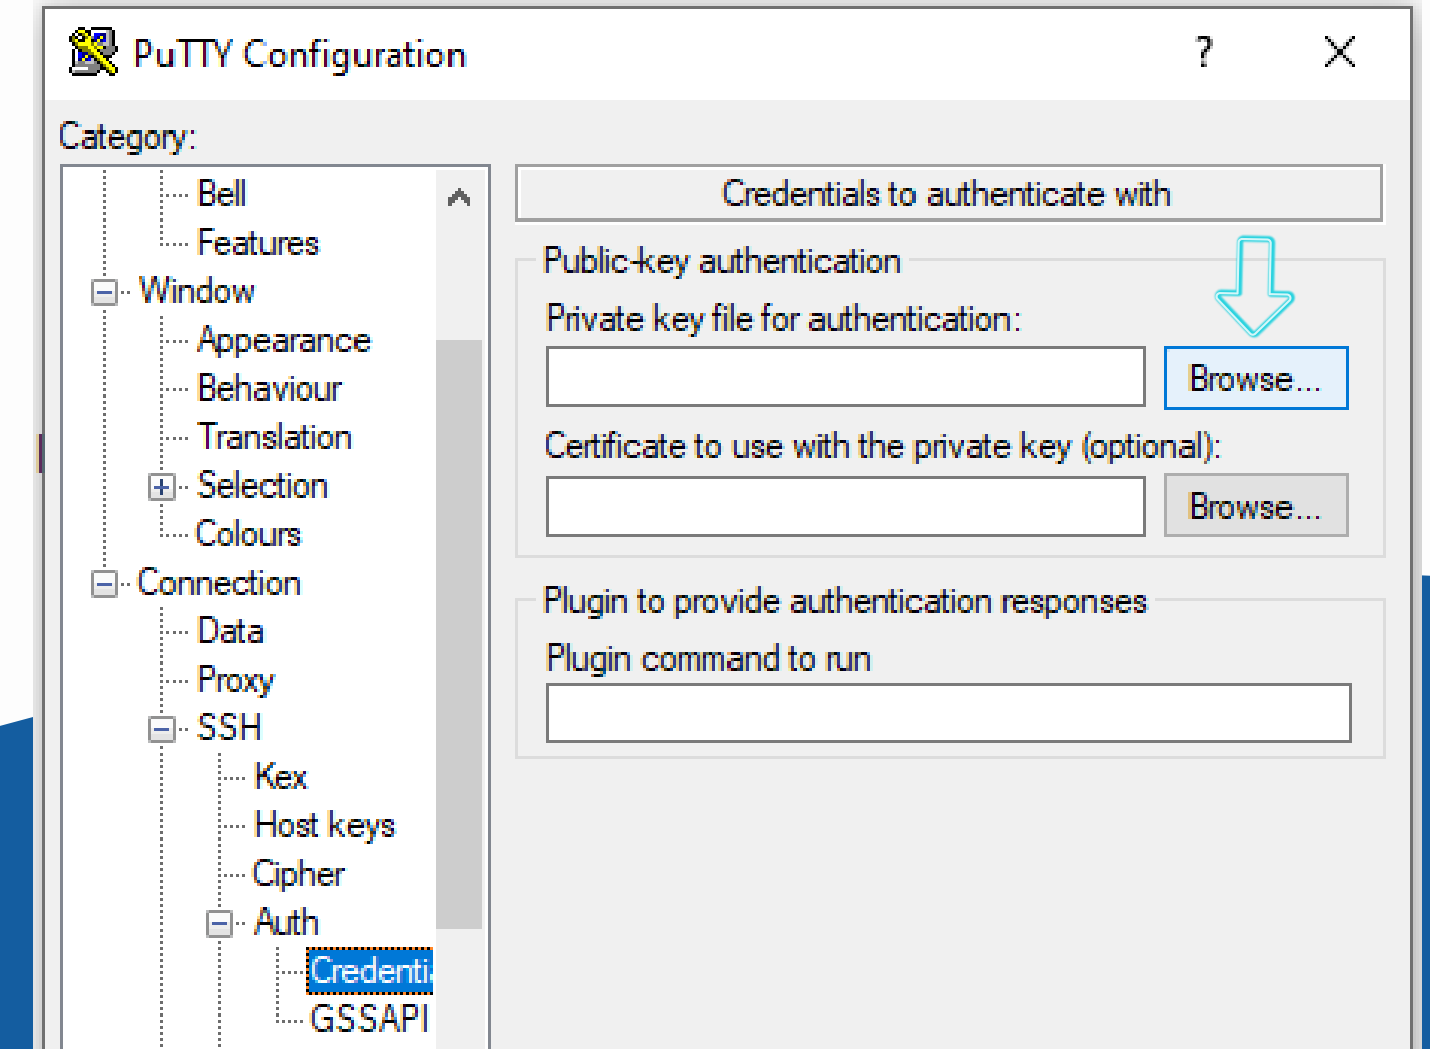 PuTTY Configuration
?
Category:
Bell
Features
Window
Appearance
Behaviour
Translation
Selection
Colours
Connection
Data
Proxy
SSH
Kex
Host keys
Cipher
Auth
Credenti
GSSAPI
Credentials to authenticate with
Public-key authentication
Private key file for authentication:
Browse...
Certificate to use with the private key (optional):
Browse...
Plugin to provide authentication responses
Plugin command to run